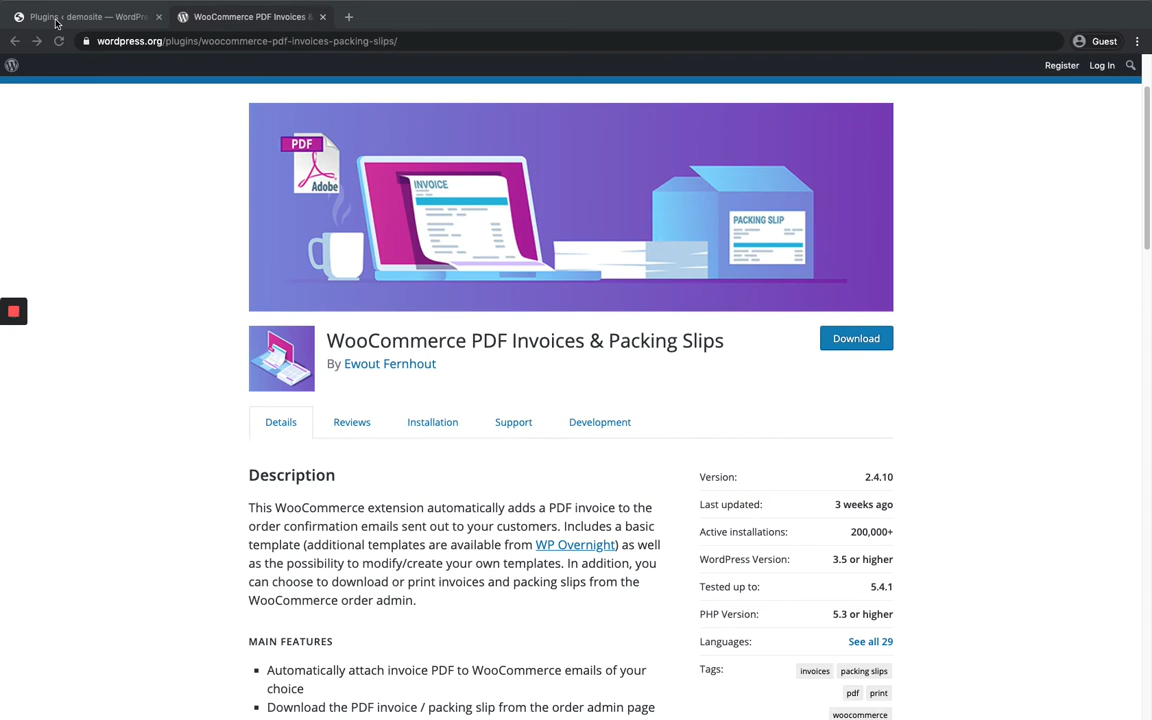 Plugins ‹ demosite — WordPr
WooCommerce PDF Invoices &
wordpress.org/plugins/woocommerce-pdf-invoices-packing-slips/
Guest
Register
Log In
PDF
Adobe
INVOICE
PACKING SLIP
WooCommerce PDF Invoices & Packing Slips
Download
By Ewout Fernhout
Details
Reviews
Installation
Support
Development
Description
This WooCommerce extension automatically adds a PDF invoice to the
order confirmation emails sent out to your customers. Includes a basic
template (additional templates are available from WP Overnight) as well
as the possibility to modify/create your own templates. In addition, you
can choose to download or print invoices and packing slips from the
WooCommerce order admin.
MAIN FEATURES
Automatically attach invoice PDF to WooCommerce emails of your
choice
Download the PDF invoice / packing slip from the order admin page
Version: 2.4.10
Last updated: 3 weeks ago
Active installations: 200,000+
WordPress Version: 3.5 or higher
Tested up to: 5.4.1
PHP Version: 5.3 or higher
Languages: See all 29
Tags: invoices packing slips
pdf print
woocommerce